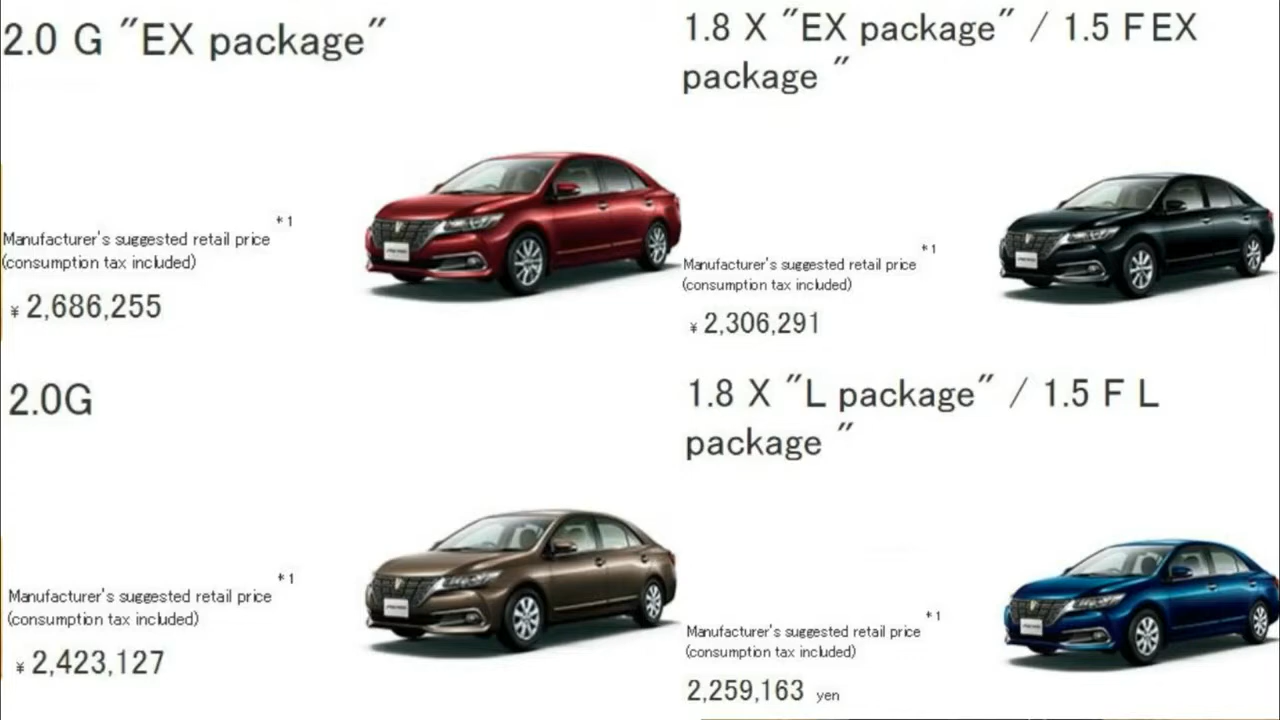 2.0 G "EX package"
Manufacturer's suggested retail price *1
(consumption tax included)
¥ 2,686,255
1.8 X "EX package" / 1.5 F EX
package "
Manufacturer's suggested retail price *1
(consumption tax included)
¥ 2,306,291
2.0G
Manufacturer's suggested retail price *1
(consumption tax included)
¥ 2,423,127
1.8 X "L package" / 1.5 F L
package "
Manufacturer's suggested retail price *1
(consumption tax included)
2,259,163 yen